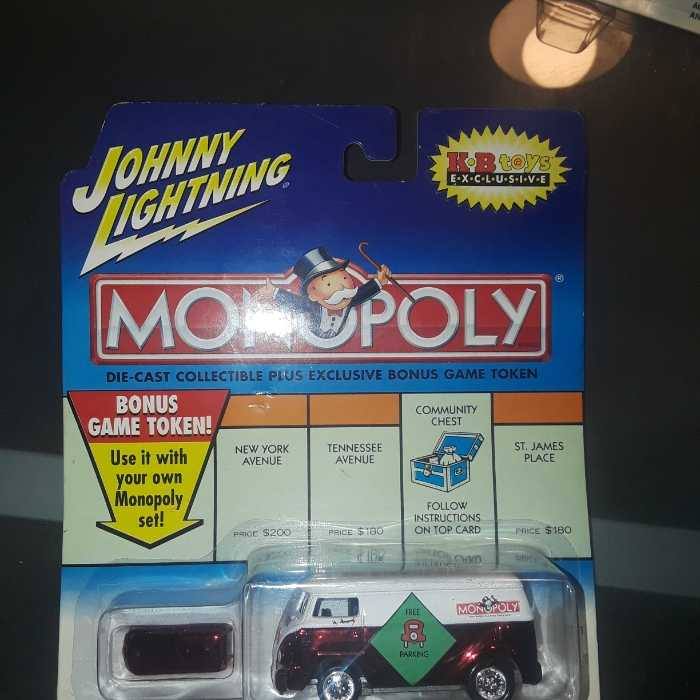 JOHNNY
LIGHTNING®
K·B toys
E·X·C·L·U·S·I·V·E
MONOPOLY®
DIE-CAST COLLECTIBLE PLUS EXCLUSIVE BONUS GAME TOKEN
BONUS
GAME TOKEN!
Use it with
your own
Monopoly
set!
NEW YORK
AVENUE
PRICE $200
TENNESSEE
AVENUE
PRICE $180
COMMUNITY
CHEST
FOLLOW
INSTRUCTIONS
ON TOP CARD
ST. JAMES
PLACE
PRICE $180
FREE
PARKING
MONOPOLY